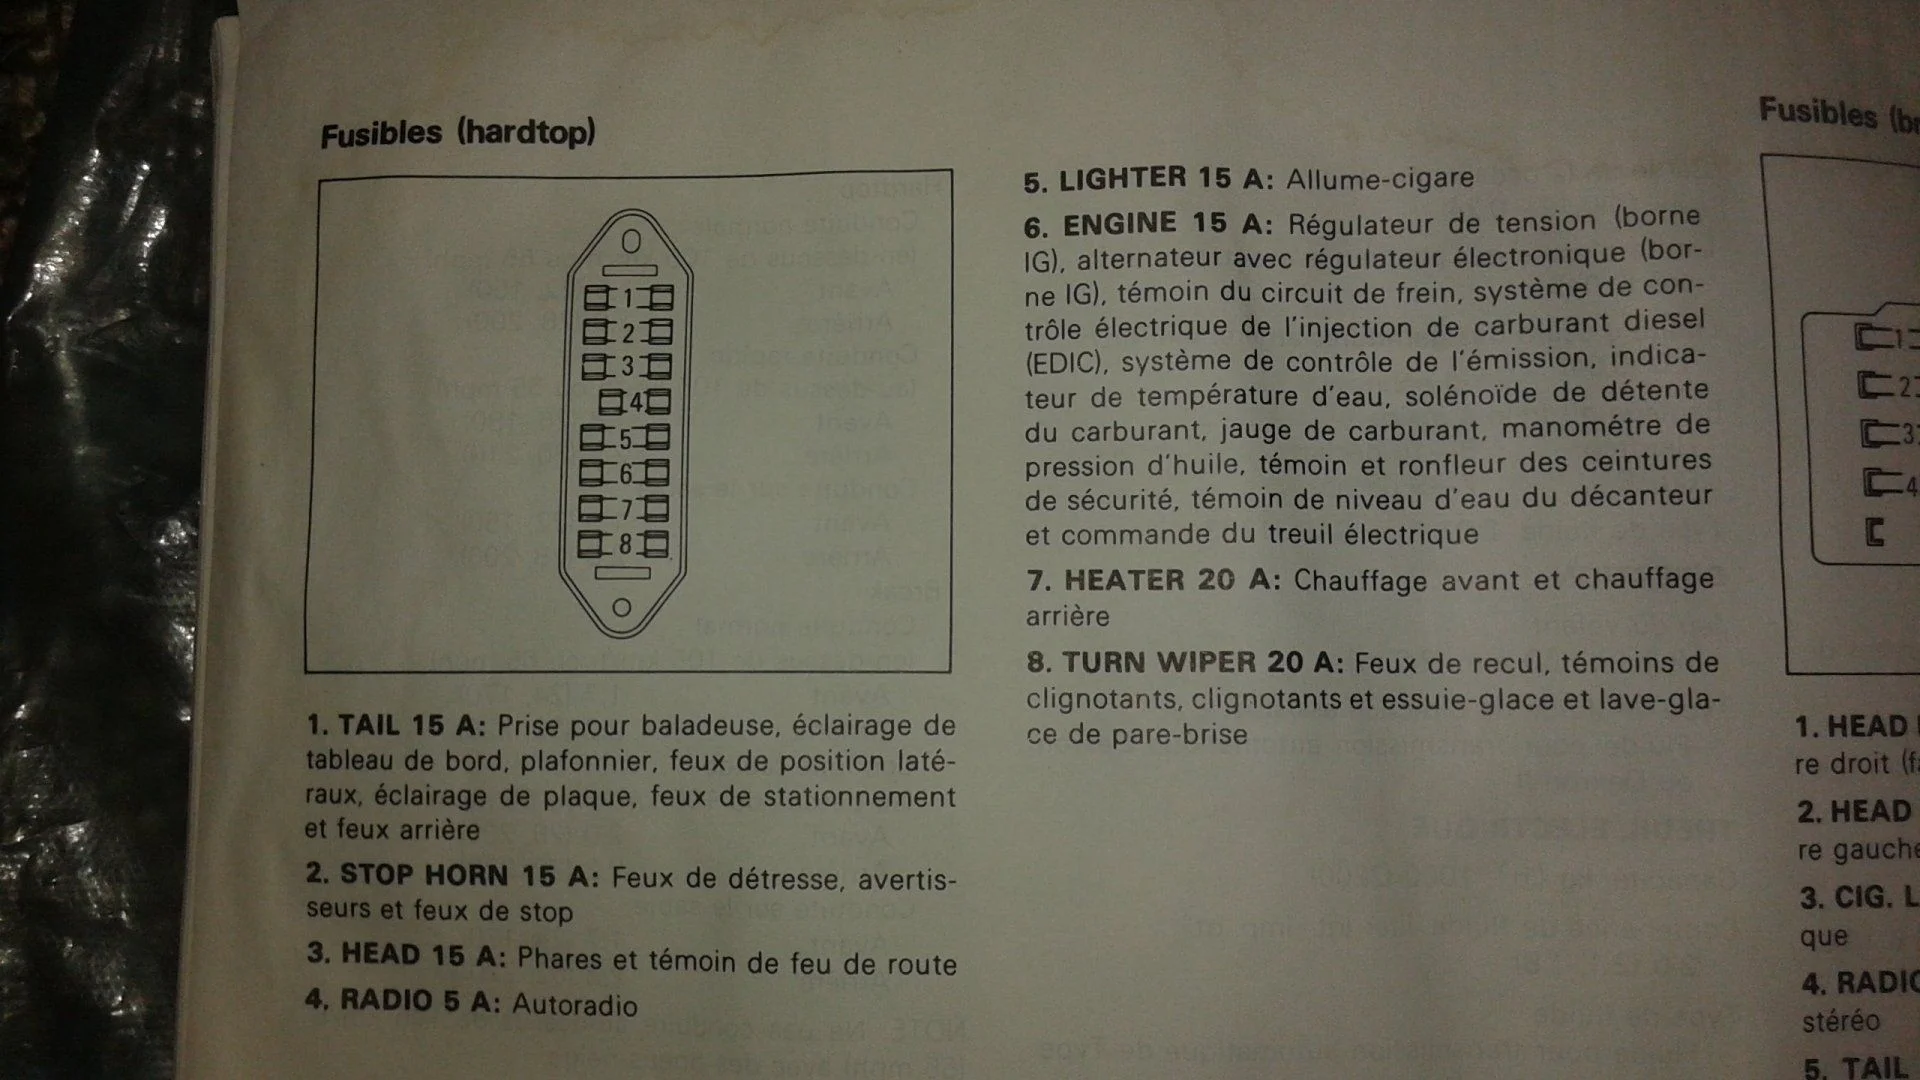 Fusibles (hardtop)
1
2
3
4
5
6
7
8
1. TAIL 15 A: Prise pour baladeuse, éclairage de
tableau de bord, plafonnier, feux de position laté-
raux, éclairage de plaque, feux de stationnement
et feux arrière
2. STOP HORN 15 A: Feux de détresse, avertis-
seurs et feux de stop
3. HEAD 15 A: Phares et témoin de feu de route
4. RADIO 5 A: Autoradio
5. LIGHTER 15 A: Allume-cigare
6. ENGINE 15 A: Régulateur de tension (borne
IG), alternateur avec régulateur électronique (bor-
ne IG), témoin du circuit de frein, système de con-
trôle électrique de l'injection de carburant diesel
(EDIC), système de contrôle de l'émission, indica-
teur de température d'eau, solénoïde de détente
du carburant, jauge de carburant, manométre de
pression d'huile, témoin et ronfleur des ceintures
de sécurité, témoin de niveau d'eau du décanteur
et commande du treuil électrique
7. HEATER 20 A: Chauffage avant et chauffage
arrière
8. TURN WIPER 20 A: Feux de recul, témoins de
clignotants, clignotants et essuie-glace et lave-gla-
ce de pare-brise
Fusibles
1
2
3
4
1. HEAD
re droit
2. HEAD
re gauche
3. CIG.
que
4. RADIO
stéréo
5. TAIL